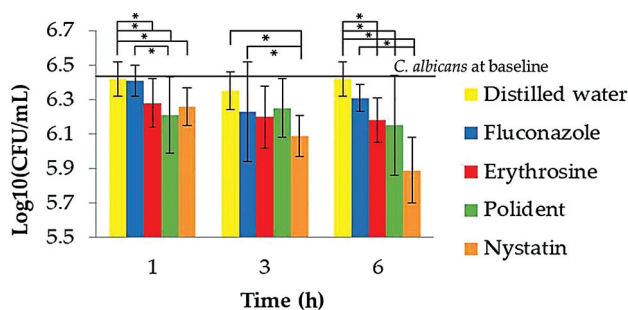 * * * * * * * * * *
6.7
6.5
6.3
6.1
5.9
5.7
5.5
Log10(CFU/mL)
C. albicans at baseline
Distilled water
Fluconazole
Erythrosine
Polident
Nystatin
1 3 6
Time (h)